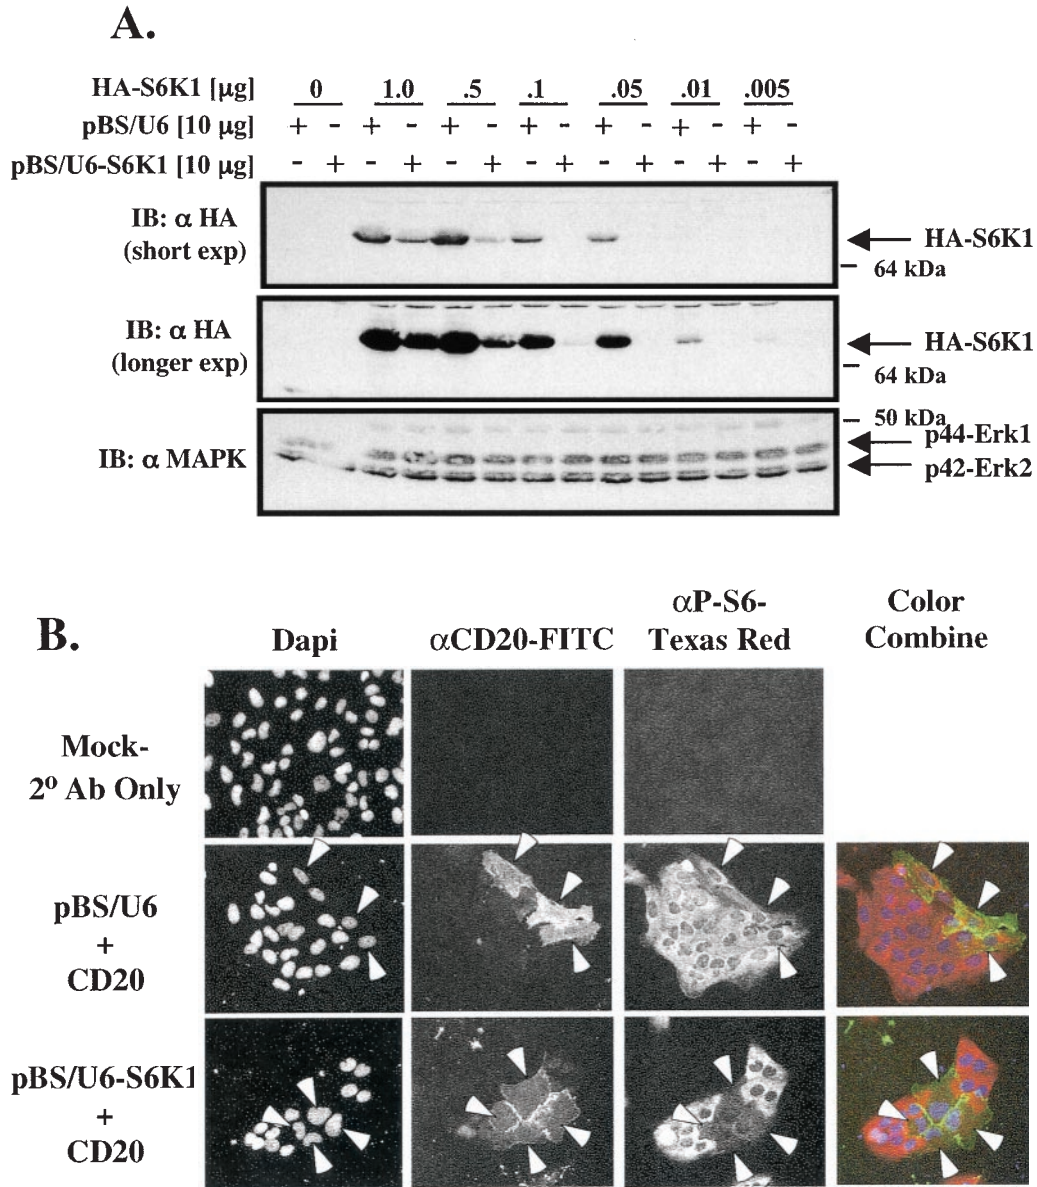 A.
HA-S6K1 [µg] 0 1.0 .5 .1 .05 .01 .005
pBS/U6 [10 µg] + - + - + - + - + - + - + -
pBS/U6-S6K1 [10 µg] - + - + - + - + - + - + - +
IB: α HA
(short exp)
HA-S6K1
64 kDa
IB: α HA
(longer exp)
HA-S6K1
64 kDa
50 kDa
IB: α MAPK
p44-Erk1
p42-Erk2
B.
Dapi
αCD20-FITC
αP-S6-
Texas Red
Color
Combine
Mock-
2º Ab Only
pBS/U6
+
CD20
pBS/U6-S6K1
+
CD20